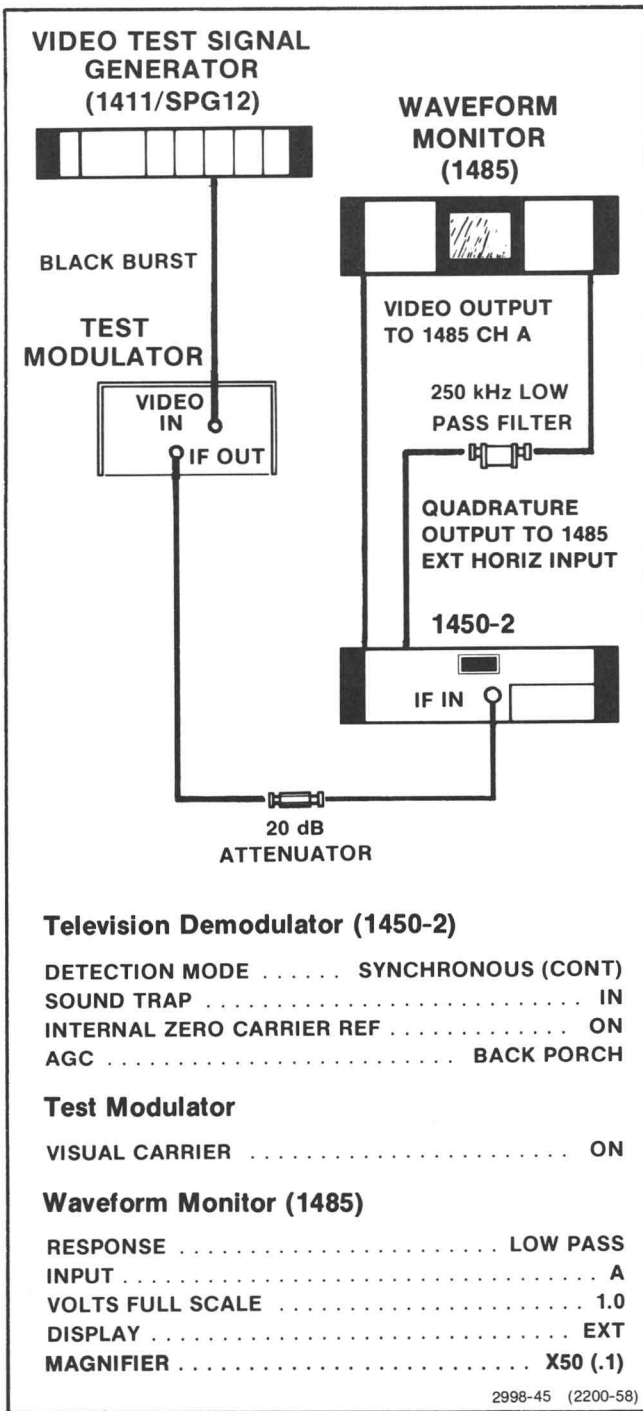 VIDEO TEST SIGNAL
GENERATOR
(1411/SPG12)
WAVEFORM
MONITOR
(1485)
BLACK BURST
TEST
MODULATOR
VIDEO
IN
IF OUT
VIDEO OUTPUT
TO 1485 CH A
250 kHz LOW
PASS FILTER
QUADRATURE
OUTPUT TO 1485
EXT HORIZ INPUT
1450-2
IF IN
20 dB
ATTENUATOR
Television Demodulator (1450-2)
DETECTION MODE . . . . . . SYNCHRONOUS (CONT)
SOUND TRAP . . . . . . . . . . . . . . . . . . . . . . . . . . . . IN
INTERNAL ZERO CARRIER REF . . . . . . . . . . . . . ON
AGC . . . . . . . . . . . . . . . . . . . . . . . . BACK PORCH
Test Modulator
VISUAL CARRIER . . . . . . . . . . . . . . . . . . . . . . . ON
Waveform Monitor (1485)
RESPONSE . . . . . . . . . . . . . . . . . . . . . . . LOW PASS
INPUT . . . . . . . . . . . . . . . . . . . . . . . . . . . . . . . . . . A
VOLTS FULL SCALE . . . . . . . . . . . . . . . . . . . . . . 1.0
DISPLAY . . . . . . . . . . . . . . . . . . . . . . . . . . . . . . EXT
MAGNIFIER . . . . . . . . . . . . . . . . . . . . . . . . X50 (.1)
2998-45 (2200-58)